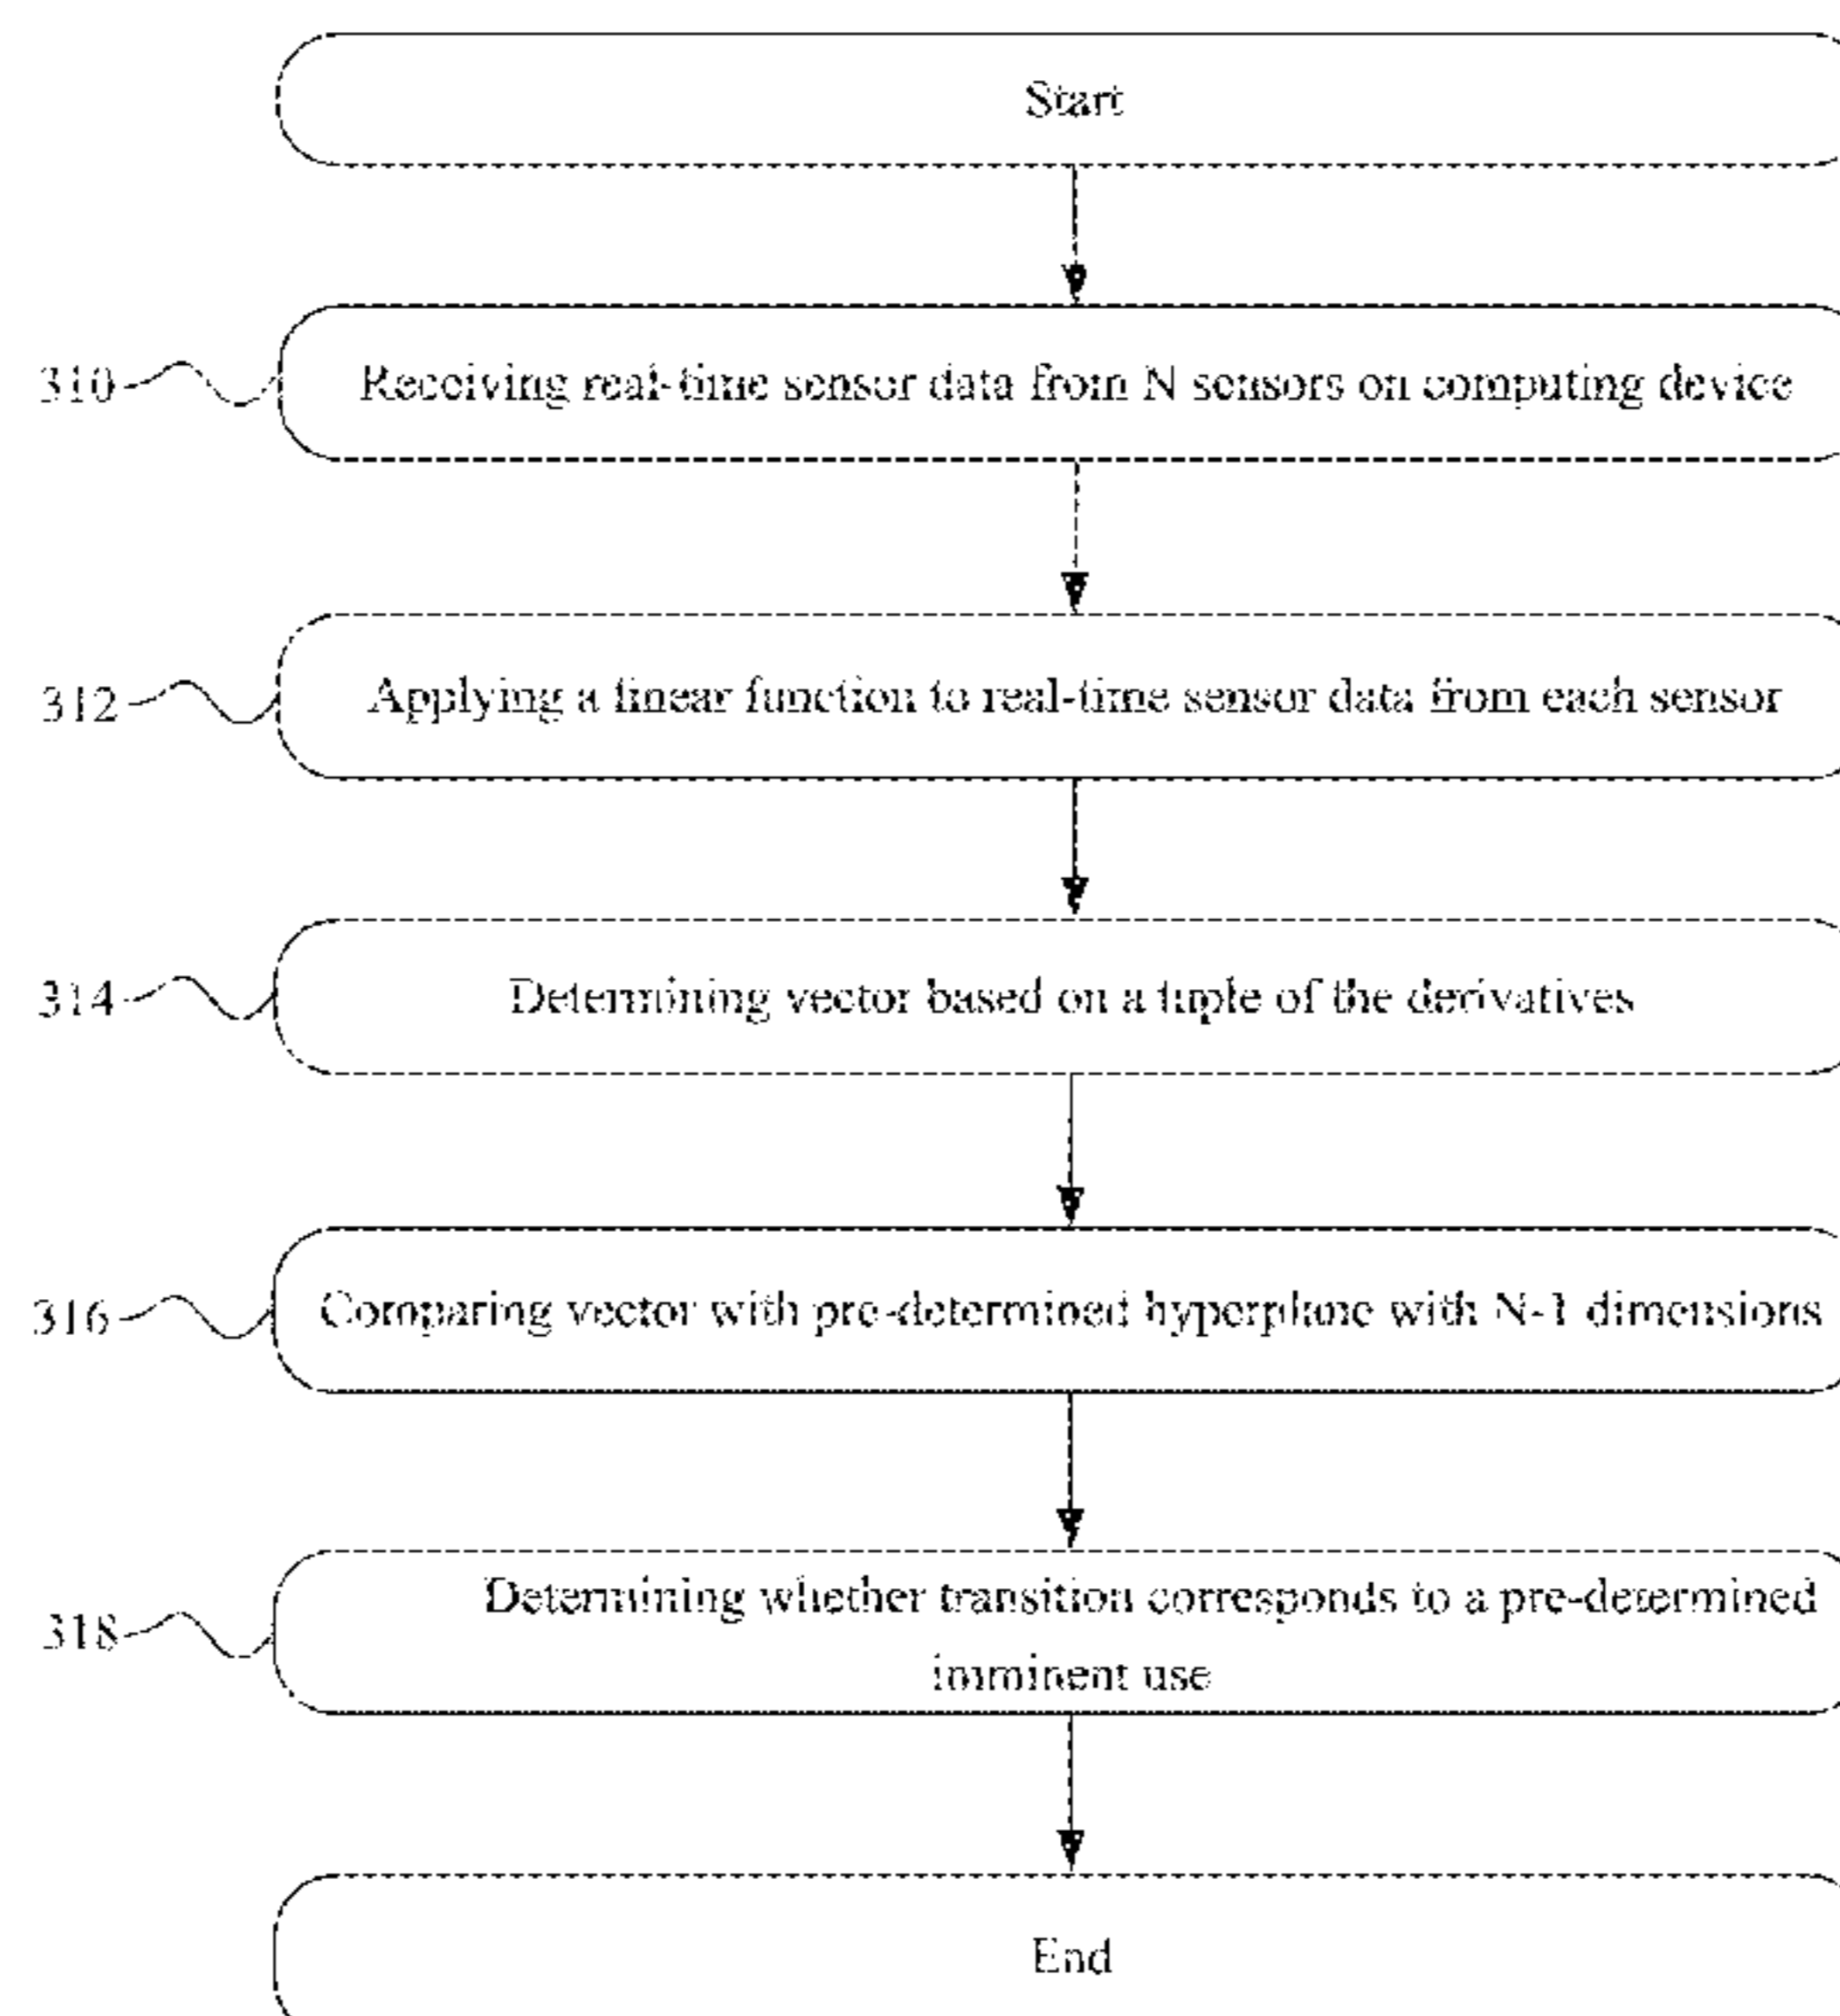 Start
310
Receiving real-time sensor data from N sensors on computing device
312
Applying a linear function to real-time sensor data from each sensor
314
Determining vector based on a tuple of the derivatives
316
Comparing vector with pre-determined hyperplane with N-1 dimensions
318
Determining whether transition corresponds to a pre-determined
imminent use
End